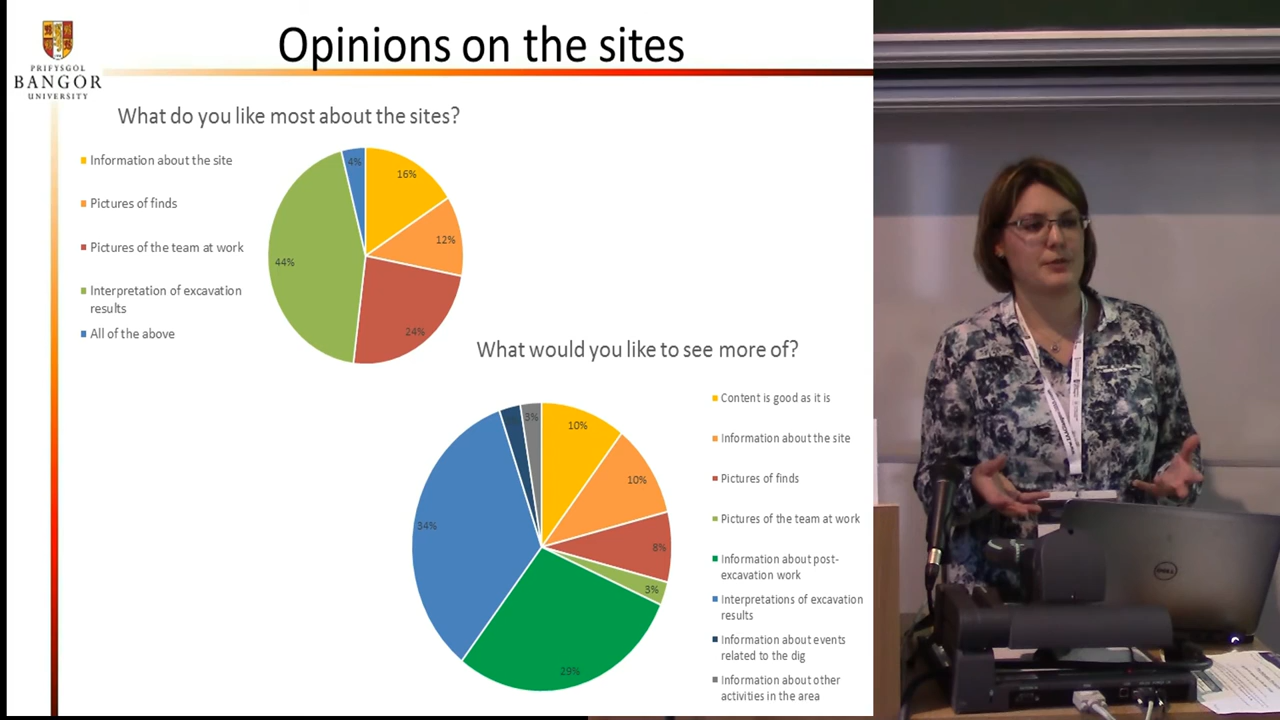 Opinions on the sites
PRIFYSGOL
BANGOR
UNIVERSITY
What do you like most about the sites?
Information about the site
Pictures of finds
Pictures of the team at work
Interpretation of excavation
results
All of the above
4%
16%
12%
44%
24%
What would you like to see more of?
Content is good as it is
Information about the site
Pictures of finds
Pictures of the team at work
Information about post-
excavation work
Interpretations of excavation
results
Information about events
related to the dig
Information about other
activities in the area
3%
10%
10%
34%
8%
3%
29%
DELL